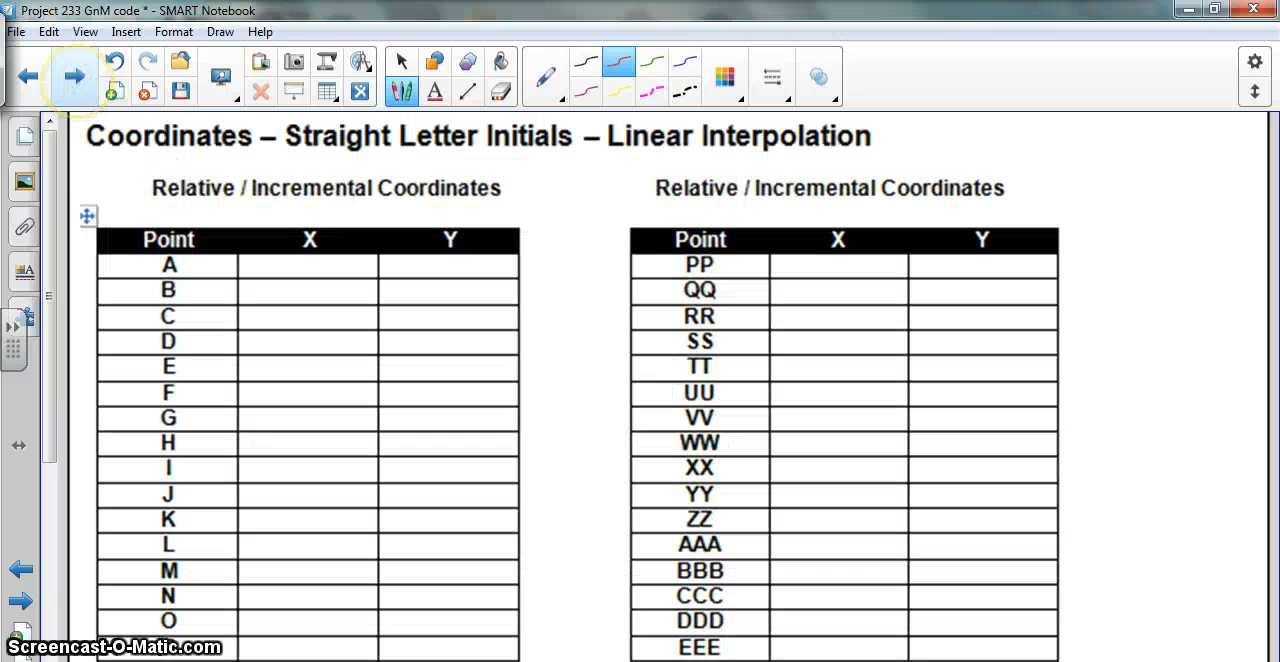 Project 233 GnM code * - SMART Notebook
File Edit View Insert Format Draw Help
Coordinates – Straight Letter Initials – Linear Interpolation
Relative / Incremental Coordinates Relative / Incremental Coordinates
Point X Y Point X Y
A PP
B QQ
C RR
D SS
E TT
F UU
G VV
H WW
I XX
J YY
K ZZ
L AAA
M BBB
N CCC
O DDD
EEE
Screencast-O-Matic.com